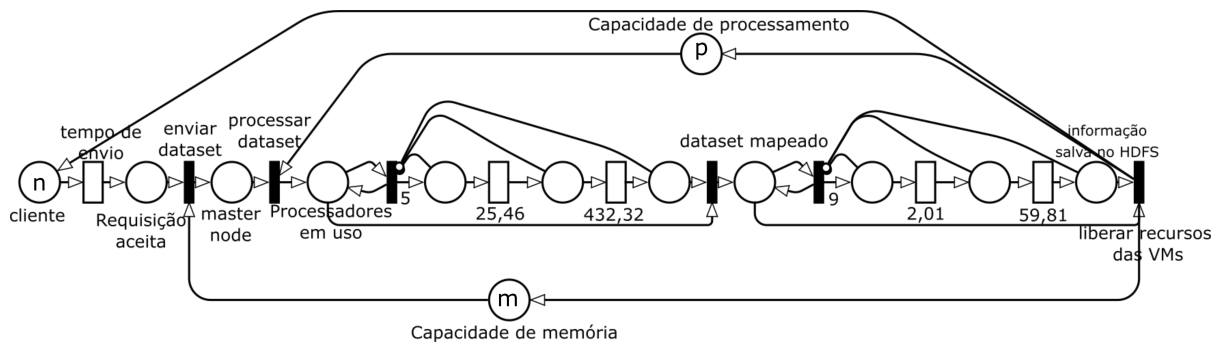 Capacidade de processamento
p
tempo de
envio
enviar
dataset
processar
dataset
dataset mapeado
informação
salva no HDFS
n
cliente
Requisição
aceita
master
node
Processadores
em uso
5
25,46
432,32
9
2,01
59,81
liberar recursos
das VMs
m
Capacidade de memória